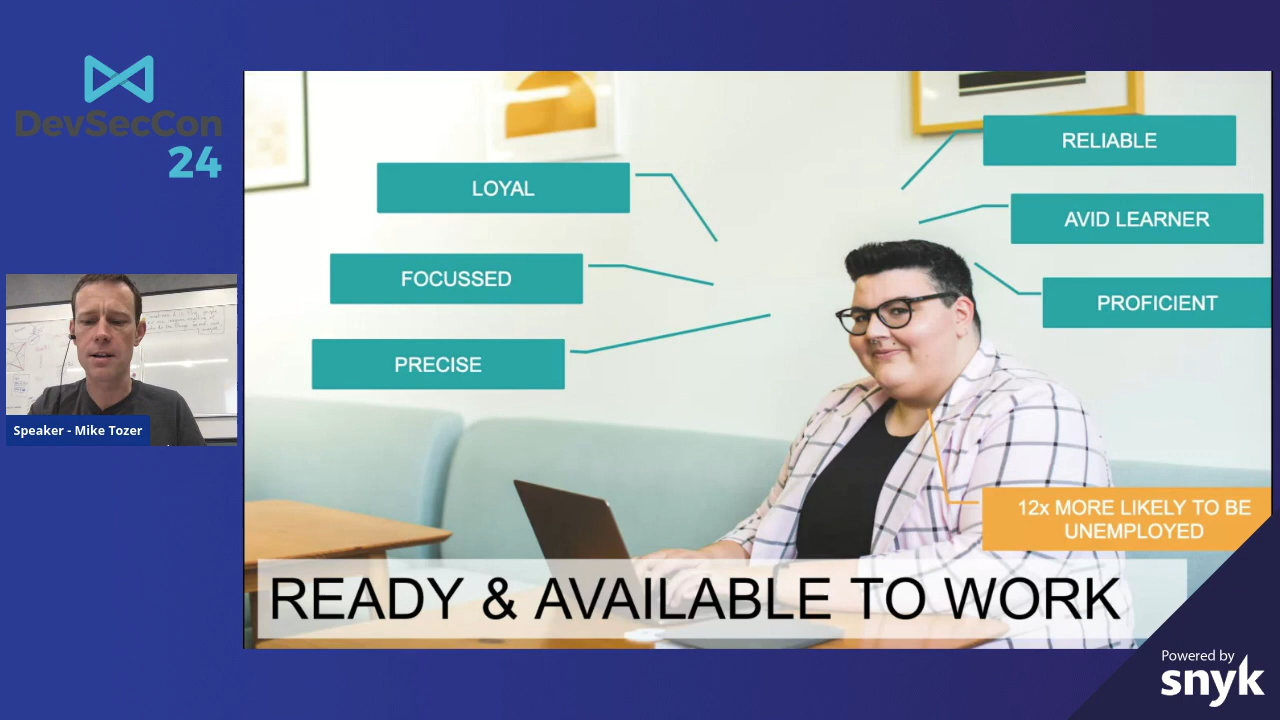 DevSecCon
24
LOYAL
FOCUSSED
PRECISE
RELIABLE
AVID LEARNER
PROFICIENT
12x MORE LIKELY TO BE
UNEMPLOYED
READY & AVAILABLE TO WORK
Speaker - Mike Tozer
Powered by
snyk